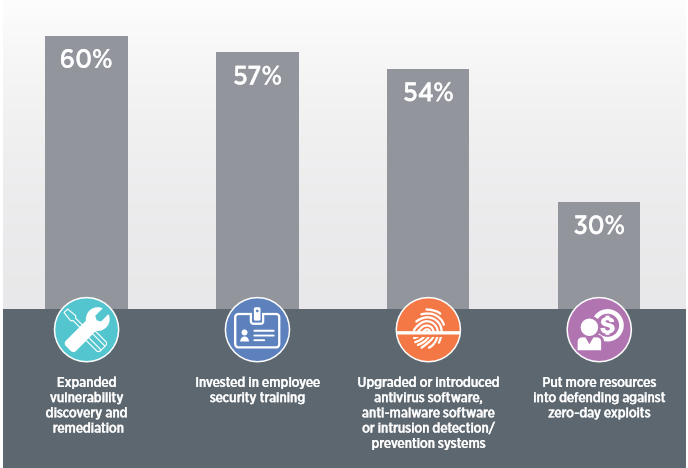 60%
57%
54%
30%
Expanded
vulnerability
discovery and
remediation
Invested in employee
security training
Upgraded or introduced
antivirus software,
anti-malware software
or intrusion detection/
prevention systems
Put more resources
into defending against
zero-day exploits
$